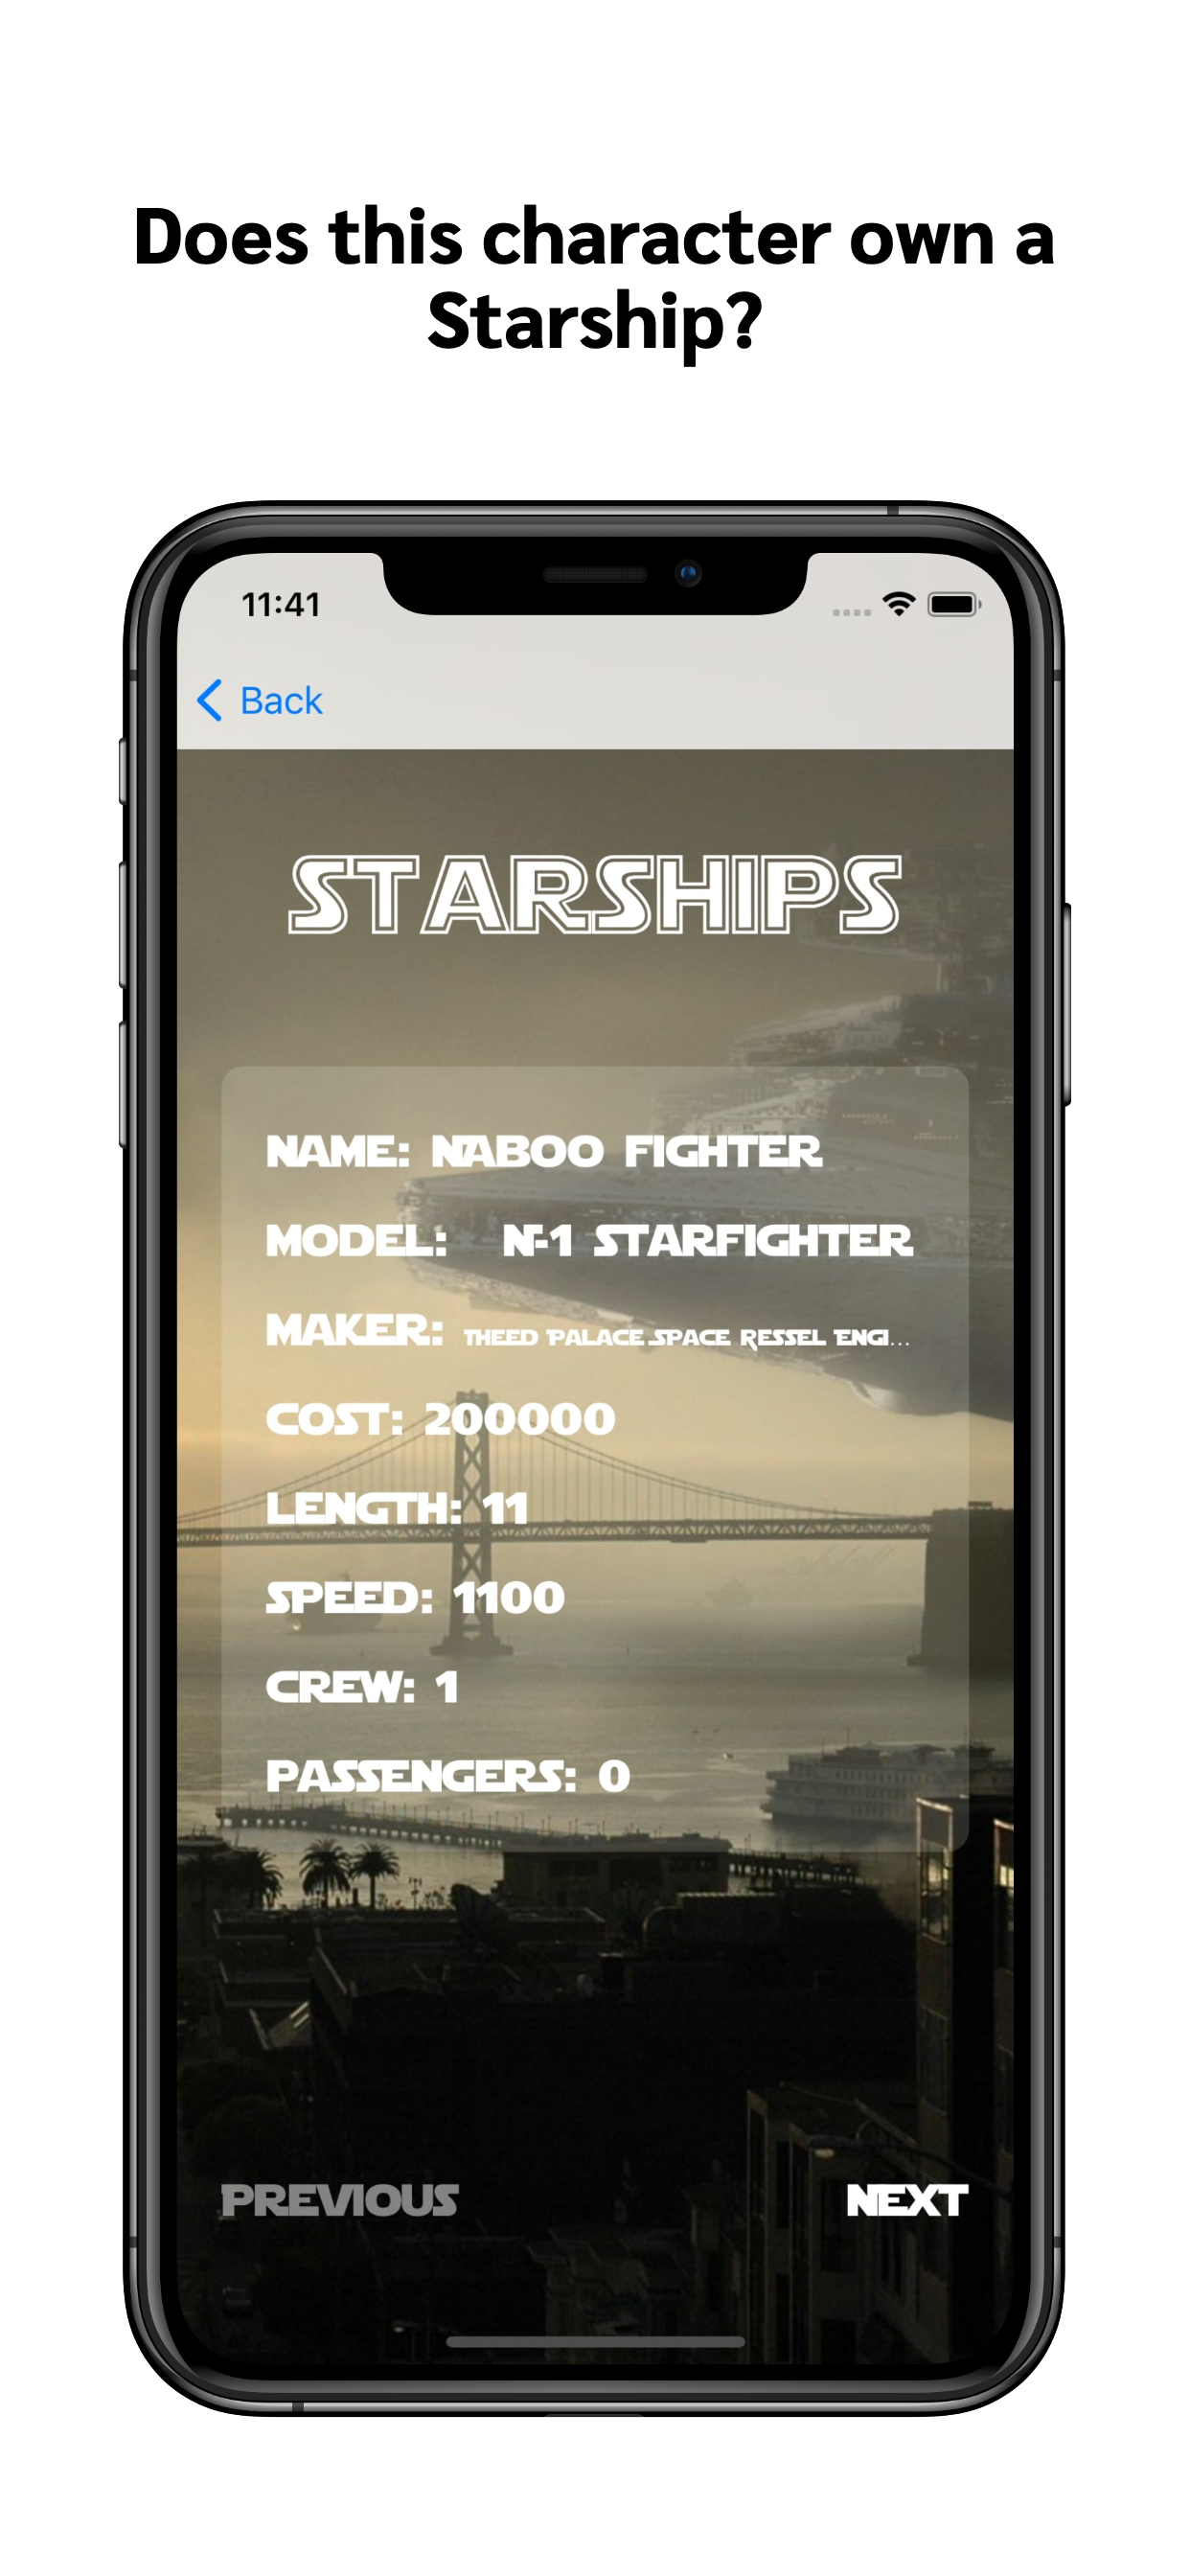 Does this character own a
Starship?
11:41
Back
STARSHIPS
NAME: NABOO FIGHTER
MODEL: N-1 STARFIGHTER
MAKER: THEED PALACE SPACE RESSEL ENGI...
COST: 200000
LENGTH: 11
SPEED: 1100
CREW: 1
PASSENGERS: 0
PREVIOUS
NEXT